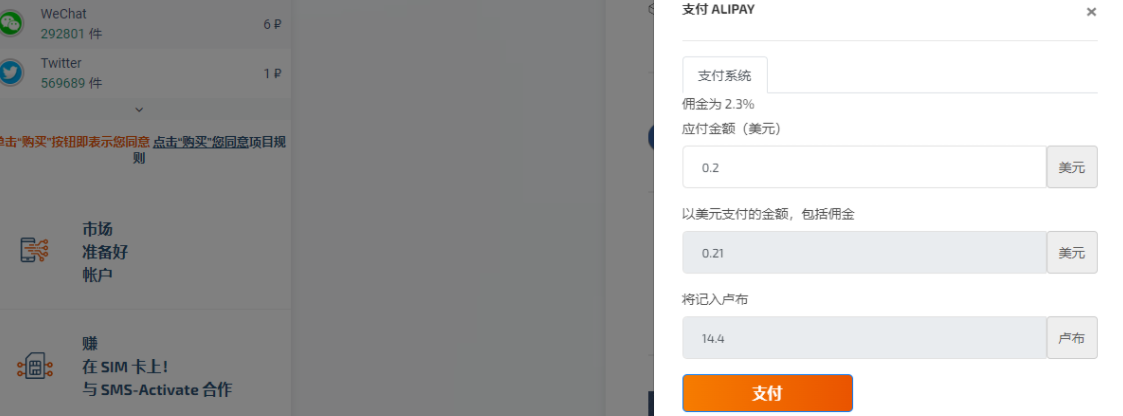 WeChat
292801 件
6 ₽
Twitter
569689 件
1 ₽
击“购买”按钮即表示您同意 点击“购买”您同意项目规
则
市场
准备好
帐户
赚
在 SIM 卡上!
与 SMS-Activate 合作
支付 ALIPAY
×
支付系统
佣金为 2.3%
应付金额（美元）
0.2
美元
以美元支付的金额，包括佣金
0.21
美元
将记入卢布
14.4
卢布
支付